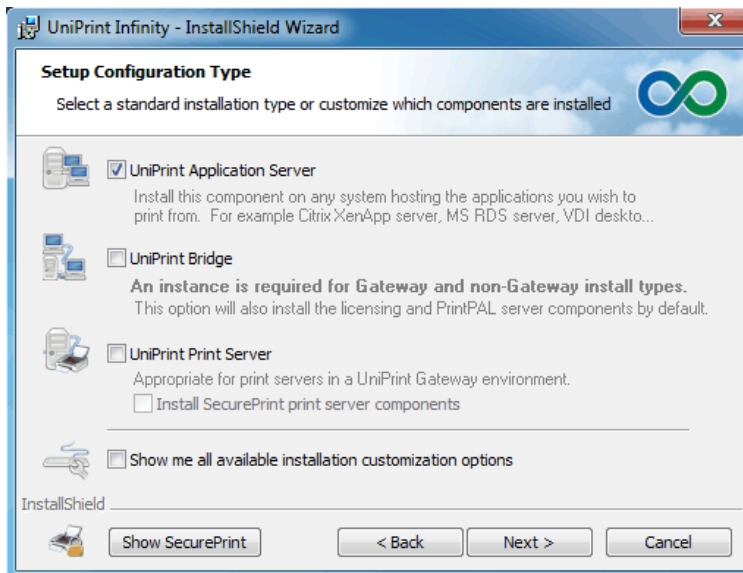 UniPrint Infinity - InstallShield Wizard
Setup Configuration Type
Select a standard installation type or customize which components are installed
UniPrint Application Server
Install this component on any system hosting the applications you wish to
print from. For example Citrix XenApp server, MS RDS server, VDI deskto...
UniPrint Bridge
An instance is required for Gateway and non-Gateway install types.
This option will also install the licensing and PrintPAL server components by default.
UniPrint Print Server
Appropriate for print servers in a UniPrint Gateway environment.
Install SecurePrint print server components
Show me all available installation customization options
InstallShield
Show SecurePrint
< Back
Next >
Cancel